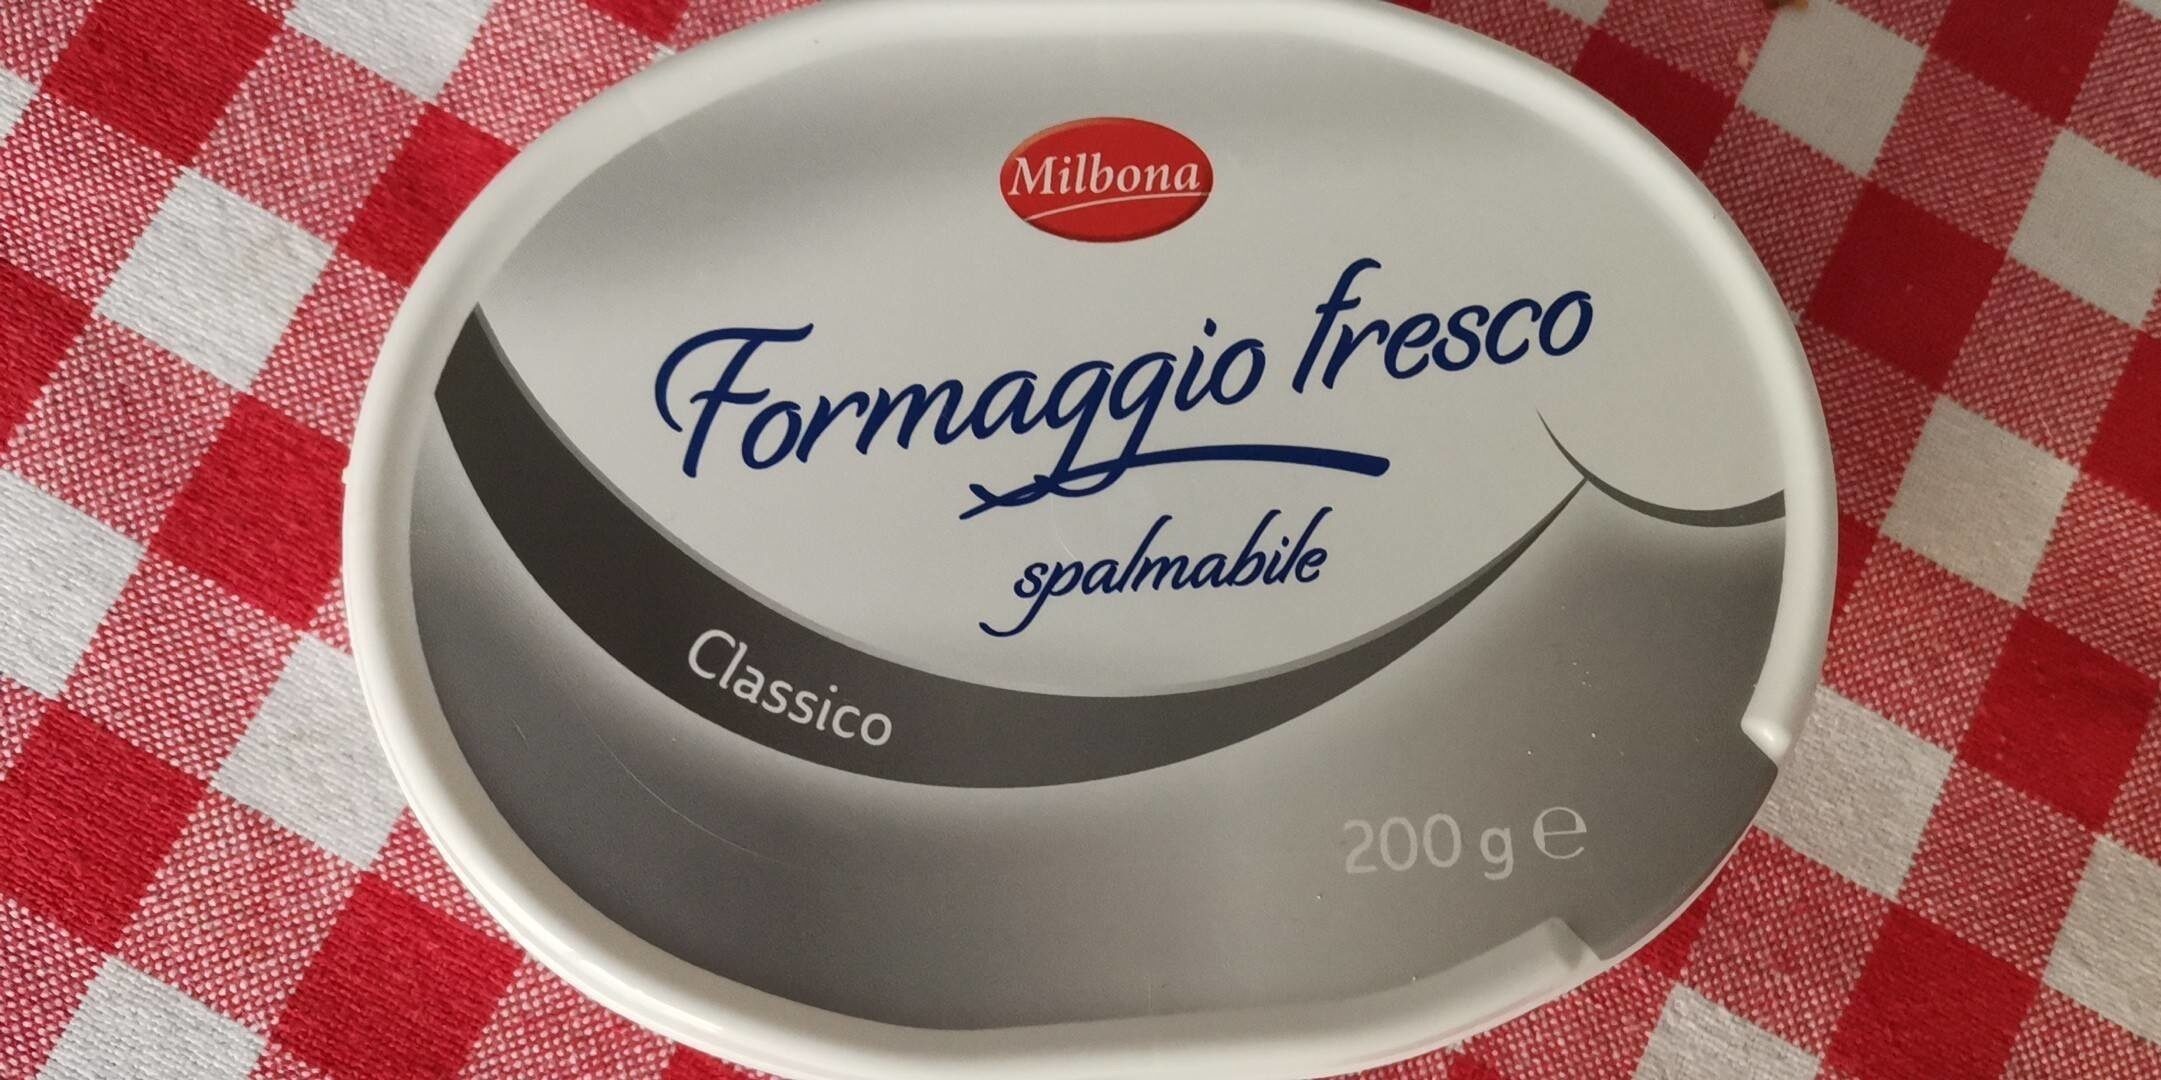 Milbona
Formaggio fresco
spalmabile
Classico
200 g ℮